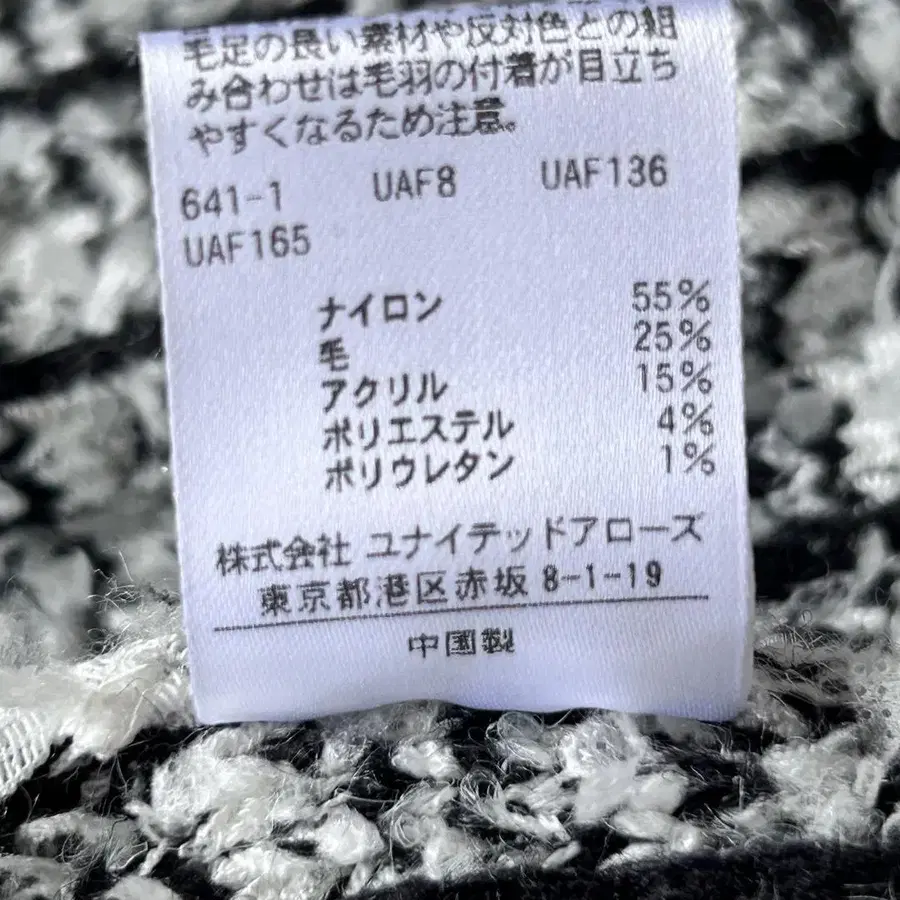 毛足の長い素材や反対色との組
み合わせは毛羽の付着が目立ち
やすくなるため注意。
641-1 UAF8 UAF136
UAF165
ナイロン 55%
毛 25%
アクリル 15%
ポリエステル 4%
ポリウレタン 1%
株式会社 ユナイテッドアローズ
東京都港区赤坂 8-1-19
中国製